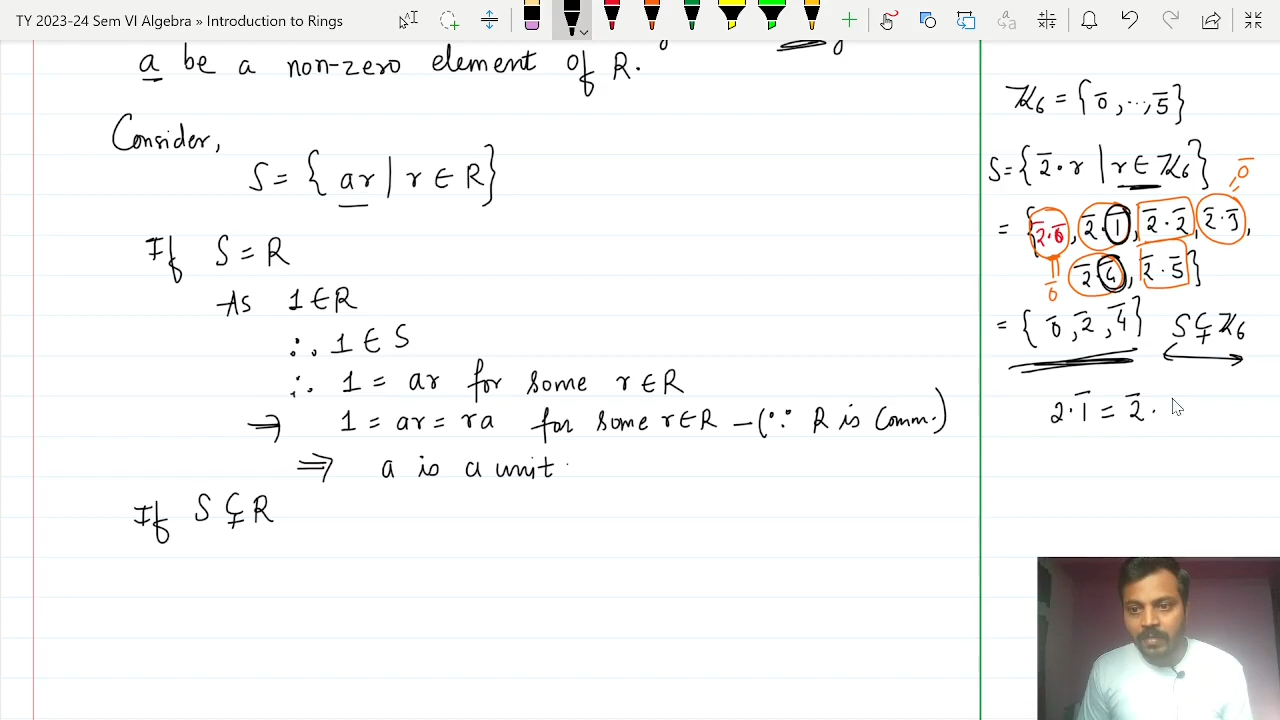 TY 2023-24 Sem VI Algebra » Introduction to Rings
a be a non-zero element of R.
Consider,
S = { ar | r ∈ R}
If S = R
As 1 ∈ R
∴ 1 ∈ S
∴ 1 = ar for some r ∈ R
⇒ 1 = ar = ra for some r ∈ R – (∵ R is Comm.)
⇒ a is a unit.
If S ⊊ R
ℤ6 = { 0̄, ..., 5̄ }
S = { 2̄ · r | r ∈ ℤ6 }
0̄
= { 2̄·0̄, 2̄·1̄, 2̄·2̄, 2̄·3̄,
2̄·4̄, 2̄·5̄ }
0̄
= { 0̄, 2̄, 4̄ } S ⊊ ℤ6
2·1̄ = 2̄ ·